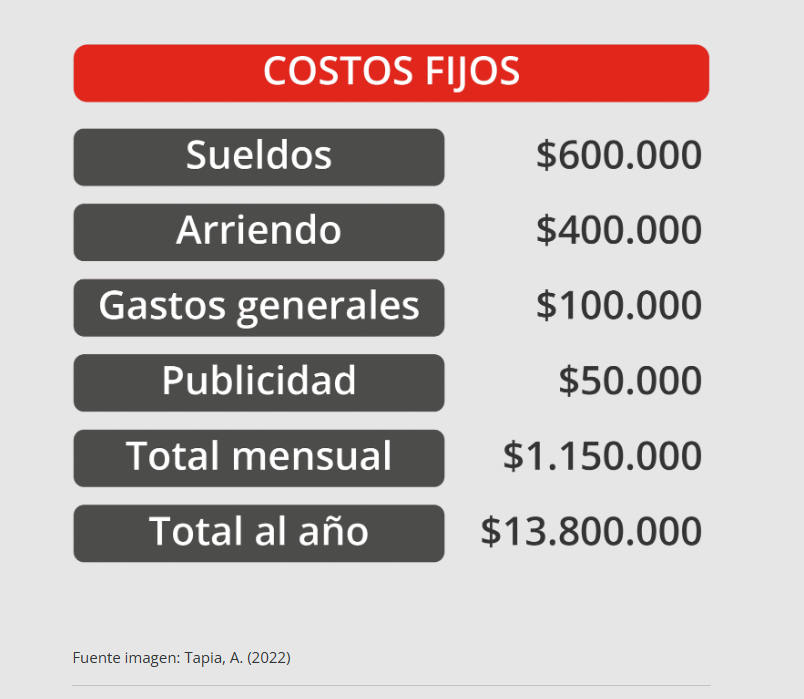 COSTOS FIJOS
Sueldos $600.000
Arriendo $400.000
Gastos generales $100.000
Publicidad $50.000
Total mensual $1.150.000
Total al año $13.800.000
Fuente imagen: Tapia, A. (2022)